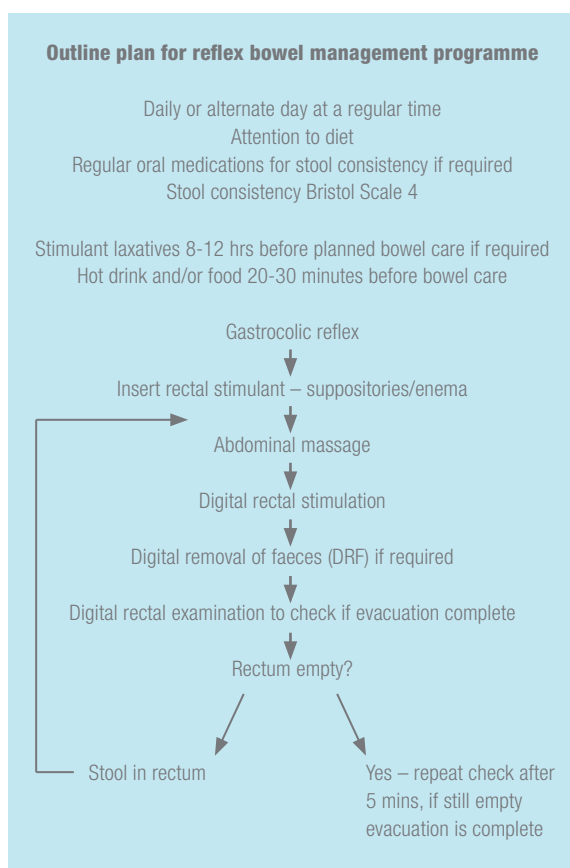 Outline plan for reflex bowel management programme
Daily or alternate day at a regular time
Attention to diet
Regular oral medications for stool consistency if required
Stool consistency Bristol Scale 4
Stimulant laxatives 8-12 hrs before planned bowel care if required
Hot drink and/or food 20-30 minutes before bowel care
Gastrocolic reflex
Insert rectal stimulant – suppositories/enema
Abdominal massage
Digital rectal stimulation
Digital removal of faeces (DRF) if required
Digital rectal examination to check if evacuation complete
Rectum empty?
Stool in rectum
Yes – repeat check after
5 mins, if still empty
evacuation is complete